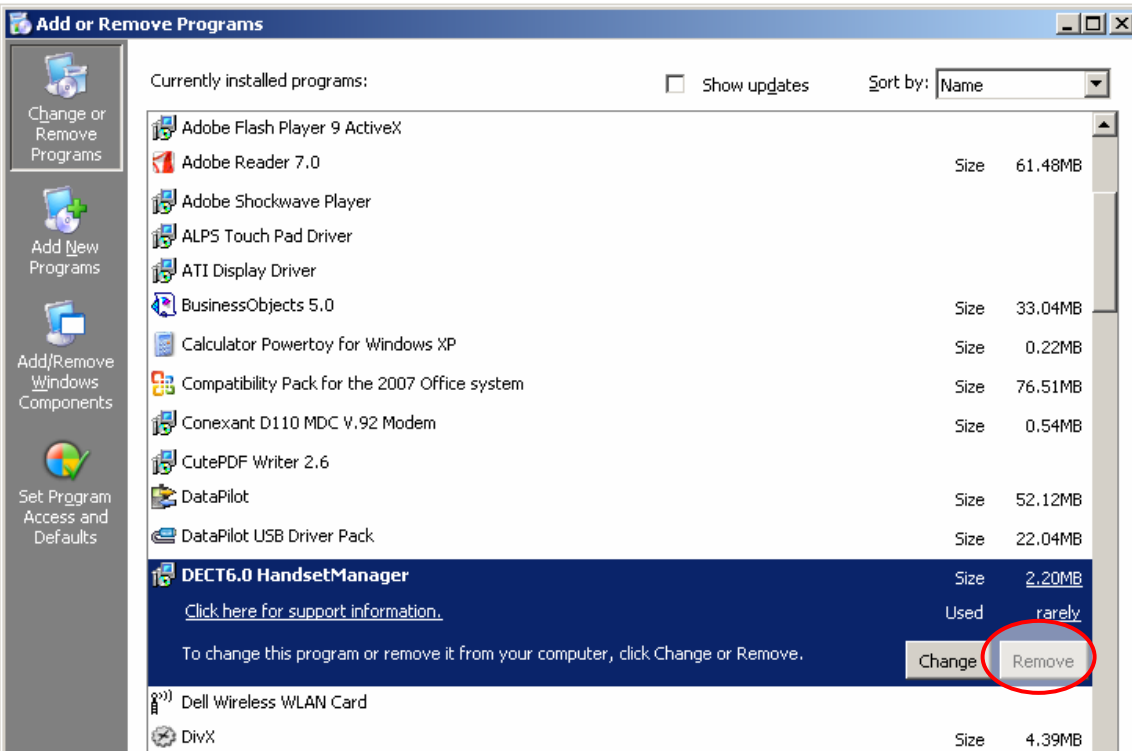 Add or Remove Programs
Change or
Remove
Programs
Add New
Programs
Add/Remove
Windows
Components
Set Program
Access and
Defaults
Currently installed programs:
Show updates
Sort by: Name
Adobe Flash Player 9 ActiveX
Adobe Reader 7.0 Size 61.48MB
Adobe Shockwave Player
ALPS Touch Pad Driver
ATI Display Driver
BusinessObjects 5.0 Size 33.04MB
Calculator Powertoy for Windows XP Size 0.22MB
Compatibility Pack for the 2007 Office system Size 76.51MB
Conexant D110 MDC V.92 Modem Size 0.54MB
CutePDF Writer 2.6
DataPilot Size 52.12MB
DataPilot USB Driver Pack Size 22.04MB
DECT6.0 HandsetManager Size 2.20MB
Click here for support information. Used rarely
To change this program or remove it from your computer, click Change or Remove. Change Remove
Dell Wireless WLAN Card
DivX Size 4.39MB